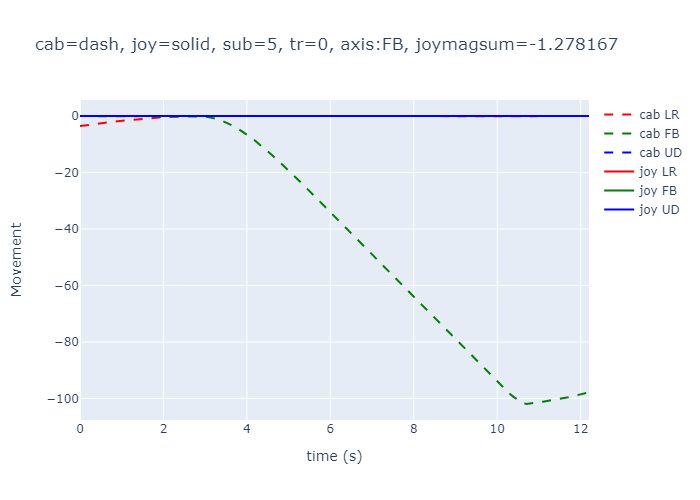 cab=dash, joy=solid, sub=5, tr=0, axis:FB, joymagsum=-1.278167
0
−20
−40
−60
−80
−100
Movement
0
2
4
6
8
10
12
time (s)
cab LR
cab FB
cab UD
joy LR
joy FB
joy UD